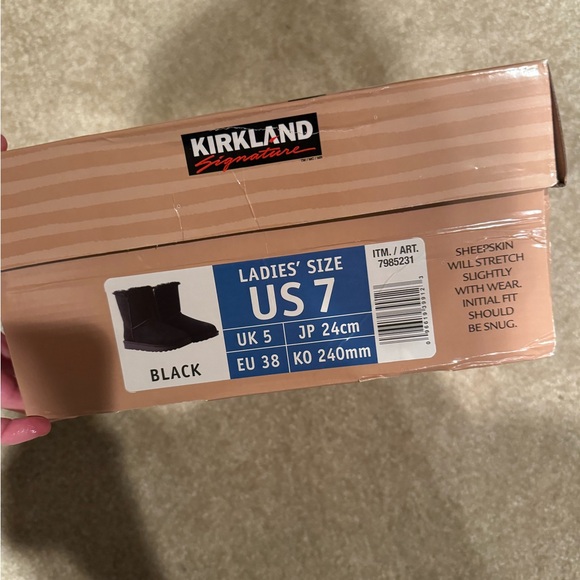 KIRKLAND
Signature
LADIES' SIZE
US 7
UK 5 JP 24cm
EU 38 KO 240mm
BLACK
ITM. / ART.
7985231
SHEEPSKIN
WILL STRETCH
SLIGHTLY
WITH WEAR.
INITIAL FIT
SHOULD
BE SNUG.